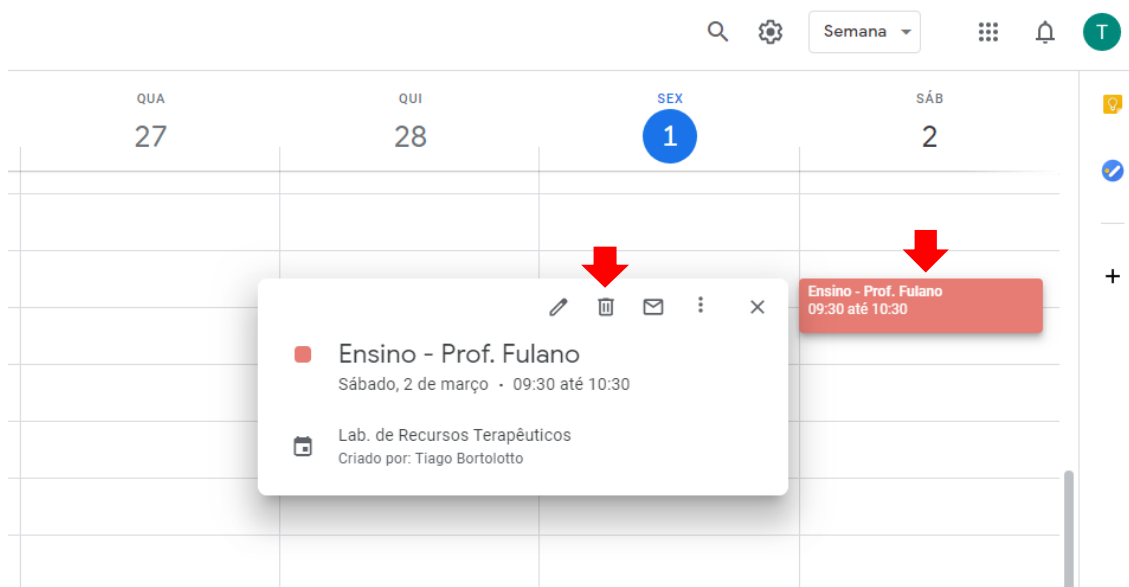 Semana
T
QUA
QUI
SEX
SÁB
27
28
1
2
Ensino - Prof. Fulano
09:30 até 10:30
Ensino - Prof. Fulano
Sábado, 2 de março · 09:30 até 10:30
Lab. de Recursos Terapêuticos
Criado por: Tiago Bortolotto